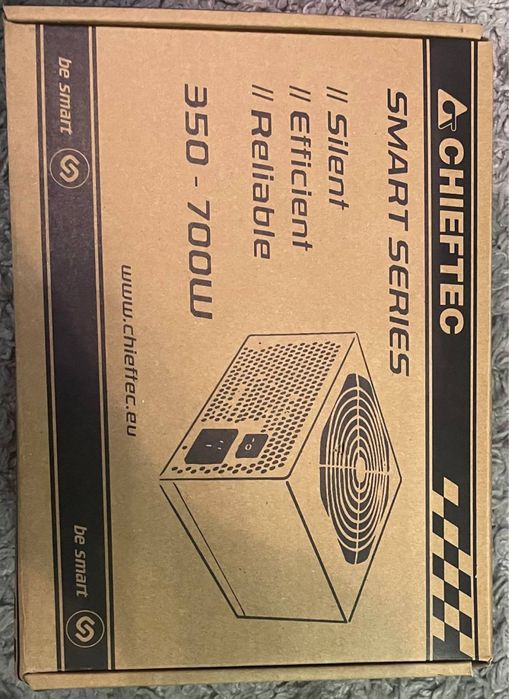 CHIEFTEC
SMART SERIES
// Silent
// Efficient
// Reliable
350 - 700W
www.chieftec.eu
be smart
be smart